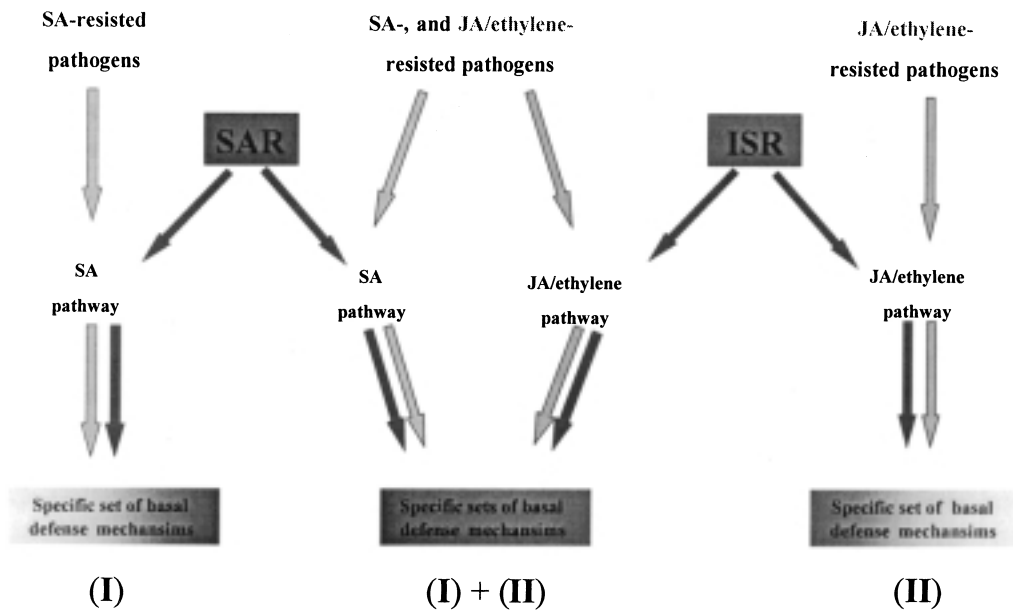 SA-resisted
pathogens
SA-, and JA/ethylene-
resisted pathogens
JA/ethylene-
resisted pathogens
SAR
ISR
SA
pathway
SA
pathway
JA/ethylene
pathway
JA/ethylene
pathway
Specific set of basal
defense mechansims
Specific sets of basal
defense mechansims
Specific set of basal
defense mechansims
(I)
(I) + (II)
(II)